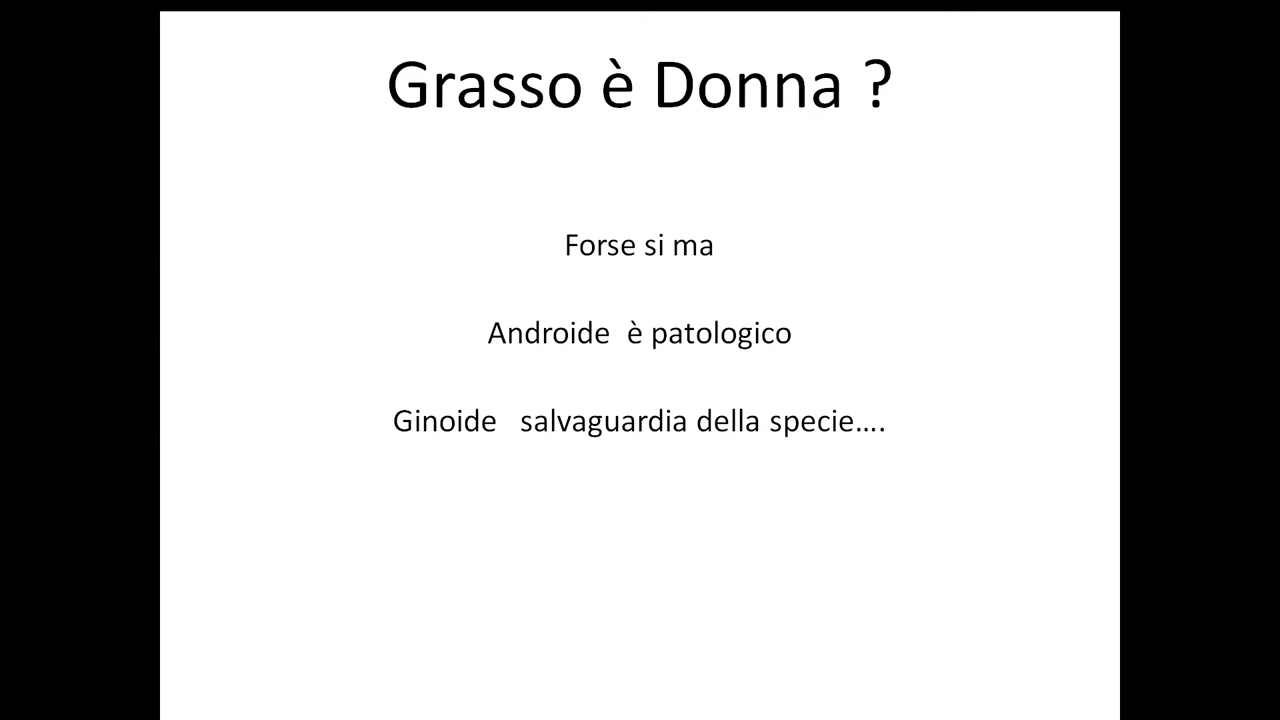 Grasso è Donna ?
Forse si ma
Androide è patologico
Ginoide salvaguardia della specie....